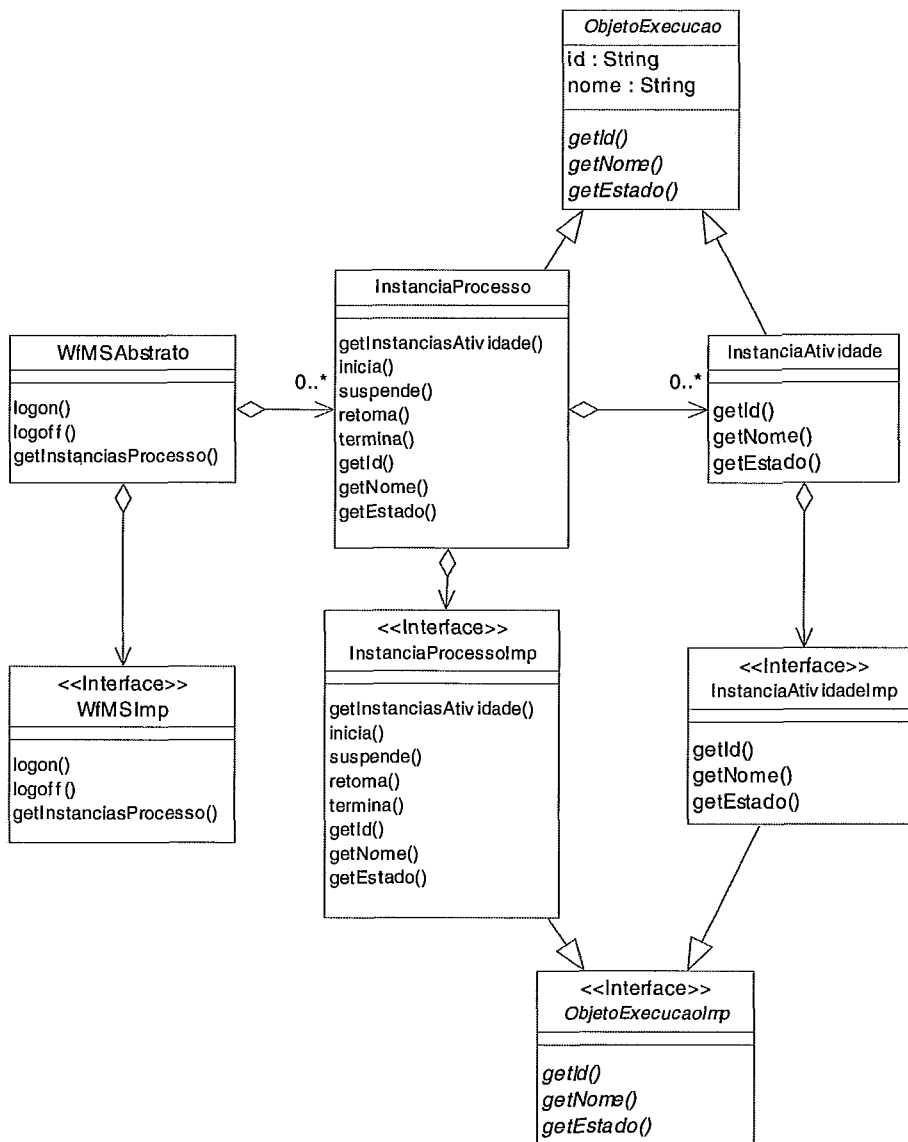 ObjetoExecucao
id : String
nome : String
getId()
getNome()
getEstado()
InstanciaProcesso
getInstanciasAtividade()
inicia()
suspende()
retoma()
termina()
getId()
getNome()
getEstado()
WfMSAbstrato
logon()
logoff()
getInstanciasProcesso()
0..*
InstanciaAtividade
getId()
getNome()
getEstado()
0..*
<<Interface>>
WfMSImp
logon()
logoff()
getInstanciasProcesso()
<<Interface>>
InstanciaProcessoImp
getInstanciasAtividade()
inicia()
suspende()
retoma()
termina()
getId()
getNome()
getEstado()
<<Interface>>
InstanciaAtividadeImp
getId()
getNome()
getEstado()
<<Interface>>
ObjetoExecucaoImp
getId()
getNome()
getEstado()